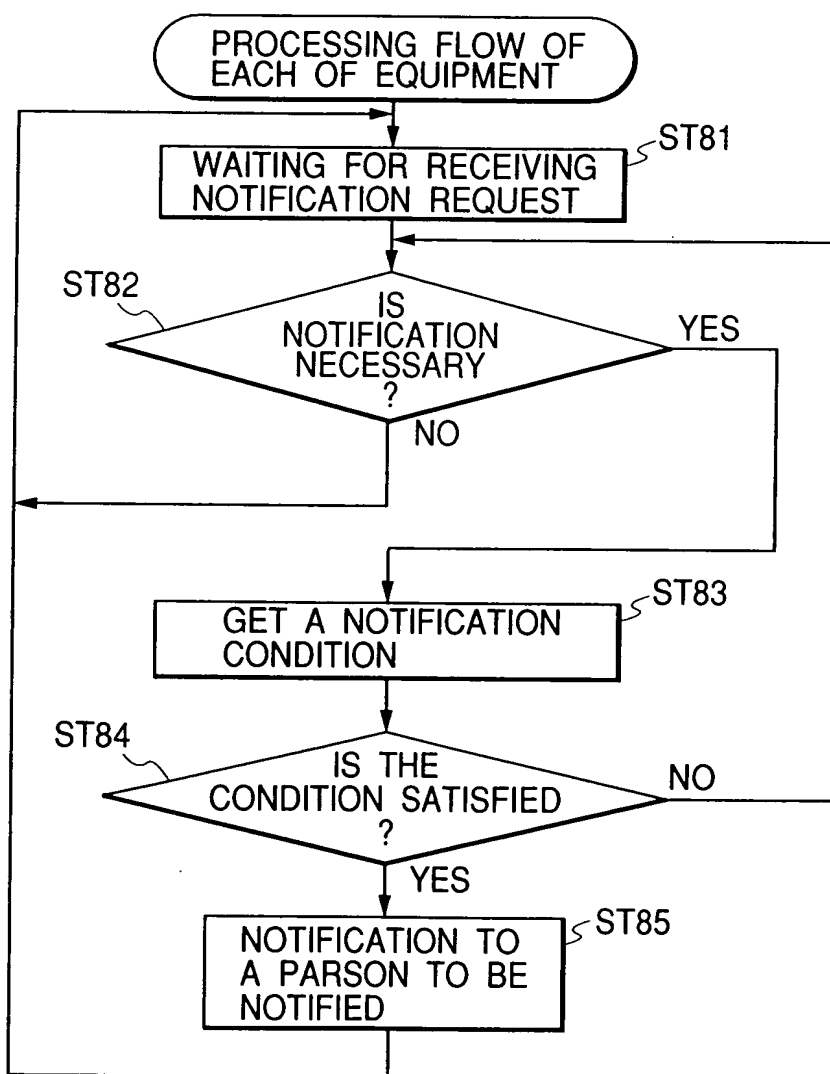 PROCESSING FLOW OF
EACH OF EQUIPMENT
ST81
WAITING FOR RECEIVING
NOTIFICATION REQUEST
ST82
IS
NOTIFICATION
NECESSARY
?
YES
NO
ST83
GET A NOTIFICATION
CONDITION
ST84
IS THE
CONDITION SATISFIED
?
NO
YES
ST85
NOTIFICATION TO
A PARSON TO BE
NOTIFIED